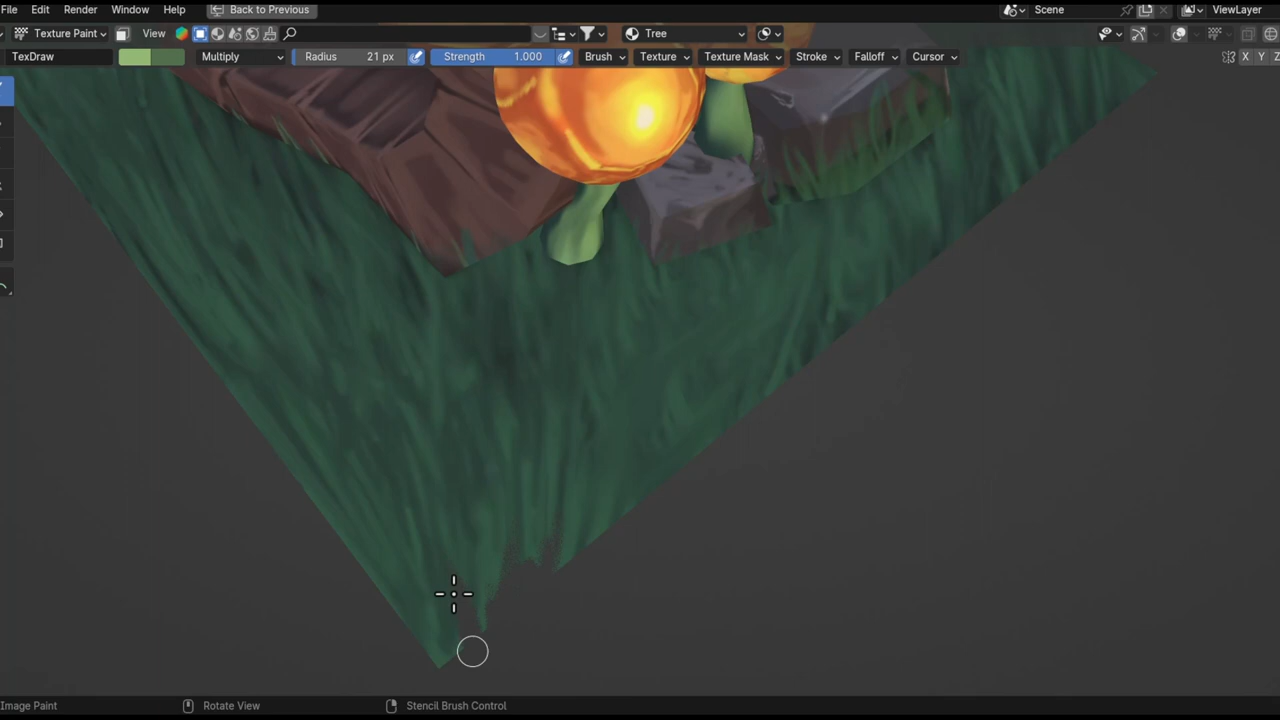 File Edit Render Window Help Back to Previous Scene ViewLayer
Texture Paint View Tree
TexDraw Multiply Radius 21 px Strength 1.000 Brush Texture Texture Mask Stroke Falloff Cursor X Y Z
Image Paint Rotate View Stencil Brush Control